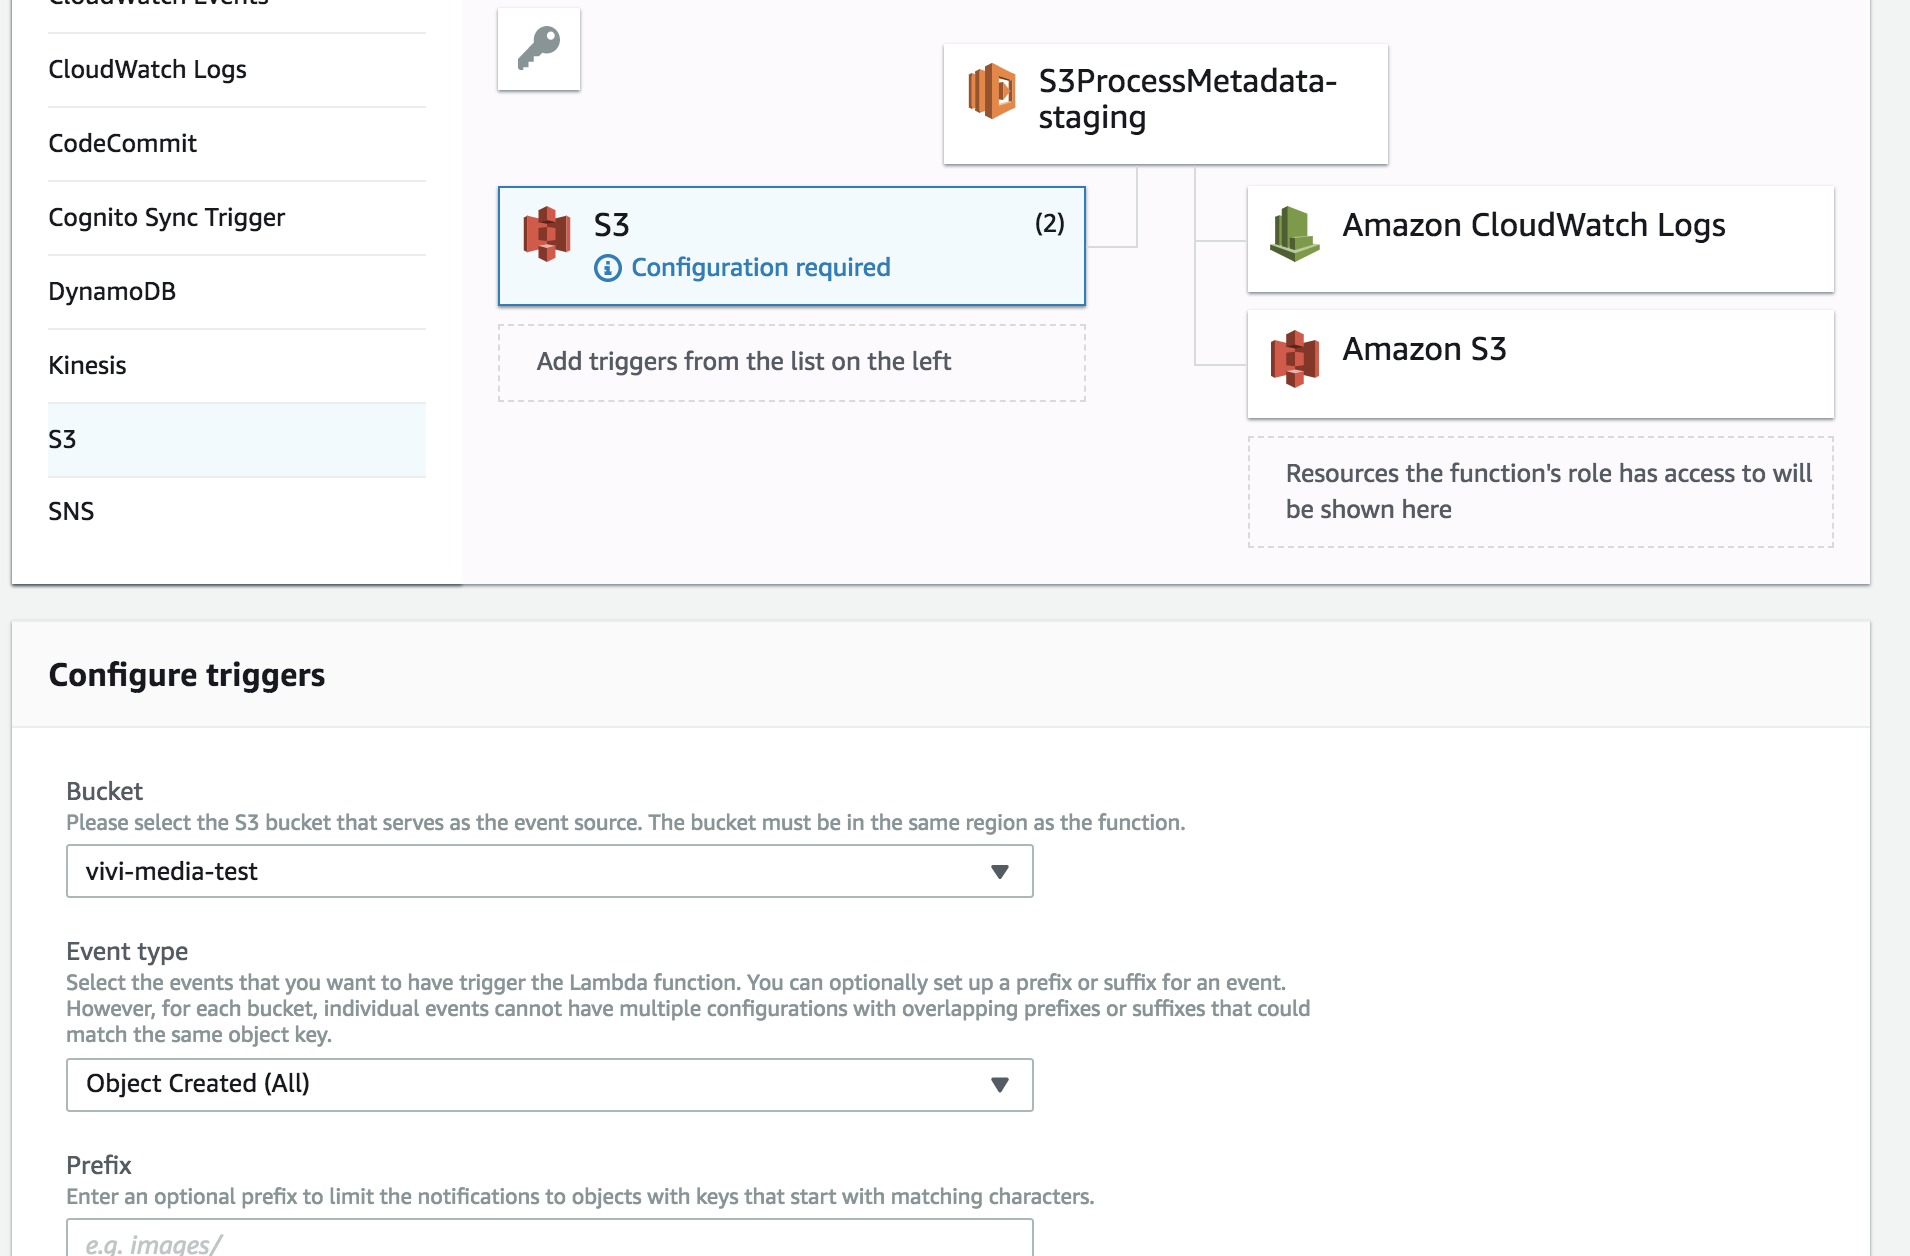 CloudWatch Events
CloudWatch Logs
CodeCommit
Cognito Sync Trigger
DynamoDB
Kinesis
S3
SNS
S3ProcessMetadata-
staging
S3
(2)
Configuration required
Add triggers from the list on the left
Amazon CloudWatch Logs
Amazon S3
Resources the function's role has access to will
be shown here
Configure triggers
Bucket
Please select the S3 bucket that serves as the event source. The bucket must be in the same region as the function.
vivi-media-test
Event type
Select the events that you want to have trigger the Lambda function. You can optionally set up a prefix or suffix for an event.
However, for each bucket, individual events cannot have multiple configurations with overlapping prefixes or suffixes that could
match the same object key.
Object Created (All)
Prefix
Enter an optional prefix to limit the notifications to objects with keys that start with matching characters.
e.g. images/